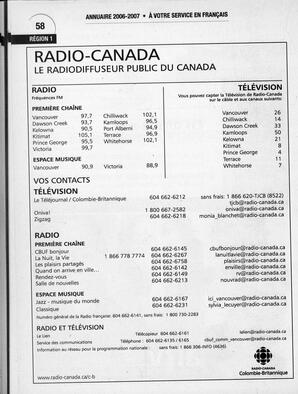 ANNUAIRE 2006-2007 • À VOTRE SERVICE EN FRANÇAIS
58
RÉGION 1
RADIO-CANADA
LE RADIODIFFUSEUR PUBLIC DU CANADA
RADIO
Fréquences FM
PREMIÈRE CHAÎNE
Vancouver 97,7 Chilliwack 102,1
Dawson Creek 93,7 Kamloops 96,5
Kelowna 90,5 Port Alberni 94,9
Kitimat 105,1 Terrace 96,9
Prince George 95,5 Whitehorse 102,1
Victoria 99,7
ESPACE MUSIQUE
Vancouver 90,9 Victoria 88,9
TÉLÉVISION
Vous pouvez capter la Télévision de Radio-Canada
sur le câble et aux canaux suivants:
Vancouver 26
Chilliwack 14
Dawson Creek 33
Kamloops 50
Kelowna 21
Kitimat 8
Prince George 4
Terrace 11
Whitehorse 7
VOS CONTACTS
TÉLÉVISION
Le Téléjournal / Colombie-Britannique 604 662-6212 sans frais: 1 866 620-TJCB (8522)
tjcb@radio-canada.ca
Oniva! 1 800 667-2582 oniva@radio-canada.ca
Zigzag 604 662-6218 monia_blanchet@radio-canada.ca
RADIO
PREMIÈRE CHAÎNE
CBUF bonjour 604 662-6145 cbufbonjour@radio-canada.ca
La Nuit, la Vie 1 866 778 7774 604 662-6267 lanuitlavie@radio-canada.ca
Les plaisirs partagés 604 662-6758 plaisirs@radio-canada.ca
Quand on arrive en ville... 604 662-6142 enville@radio-canada.ca
Rendez-vous 604 662-6149 rv@radio-canada.ca
Salle de nouvelles 604 662-6213 nouvrad@radio-canada.ca
ESPACE MUSIQUE
Jazz - musique du monde 604 662-6167 ici_vancouver@radio-canada.ca
Classique 604 662-6231 sylvia_lecuyer@radio-canada.ca
Numéro général de la Radio française: 604 662-6141, sans frais: 1 800 730-2283
RADIO ET TÉLÉVISION
Le Lien Télécopieur 604 662-6161 lelien@radio-canada.ca
Service des communications Téléphone : 604 662-6135 / 6165 cbuf_comm_vancouver@radio-canada.ca
Information au réseau pour la programmation nationale : sans frais: 1 866 306-INFO (4636)
www.radio-canada.ca/c-b
RADIO-CANADA
Colombie-Britannique